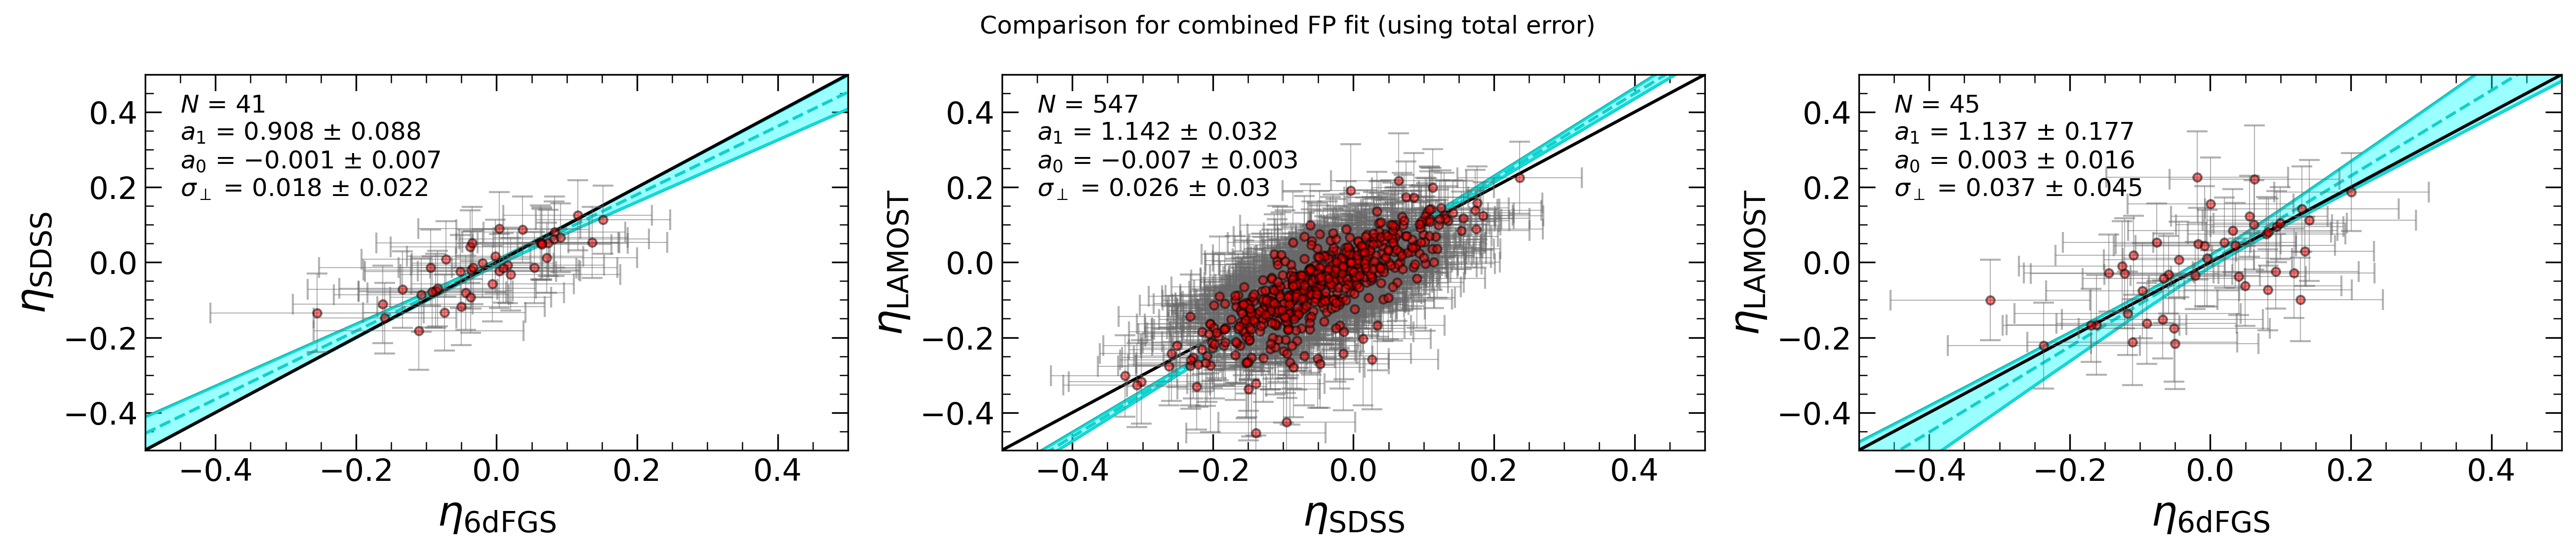 Comparison for combined FP fit (using total error)
N = 41
a₁ = 0.908 ± 0.088
a₀ = −0.001 ± 0.007
σ⊥ = 0.018 ± 0.022
0.4
0.2
0.0
−0.2
−0.4
η_SDSS
−0.4 −0.2 0.0 0.2 0.4
η_6dFGS
N = 547
a₁ = 1.142 ± 0.032
a₀ = −0.007 ± 0.003
σ⊥ = 0.026 ± 0.03
0.4
0.2
0.0
−0.2
−0.4
η_LAMOST
−0.4 −0.2 0.0 0.2 0.4
η_SDSS
N = 45
a₁ = 1.137 ± 0.177
a₀ = 0.003 ± 0.016
σ⊥ = 0.037 ± 0.045
0.4
0.2
0.0
−0.2
−0.4
η_LAMOST
−0.4 −0.2 0.0 0.2 0.4
η_6dFGS